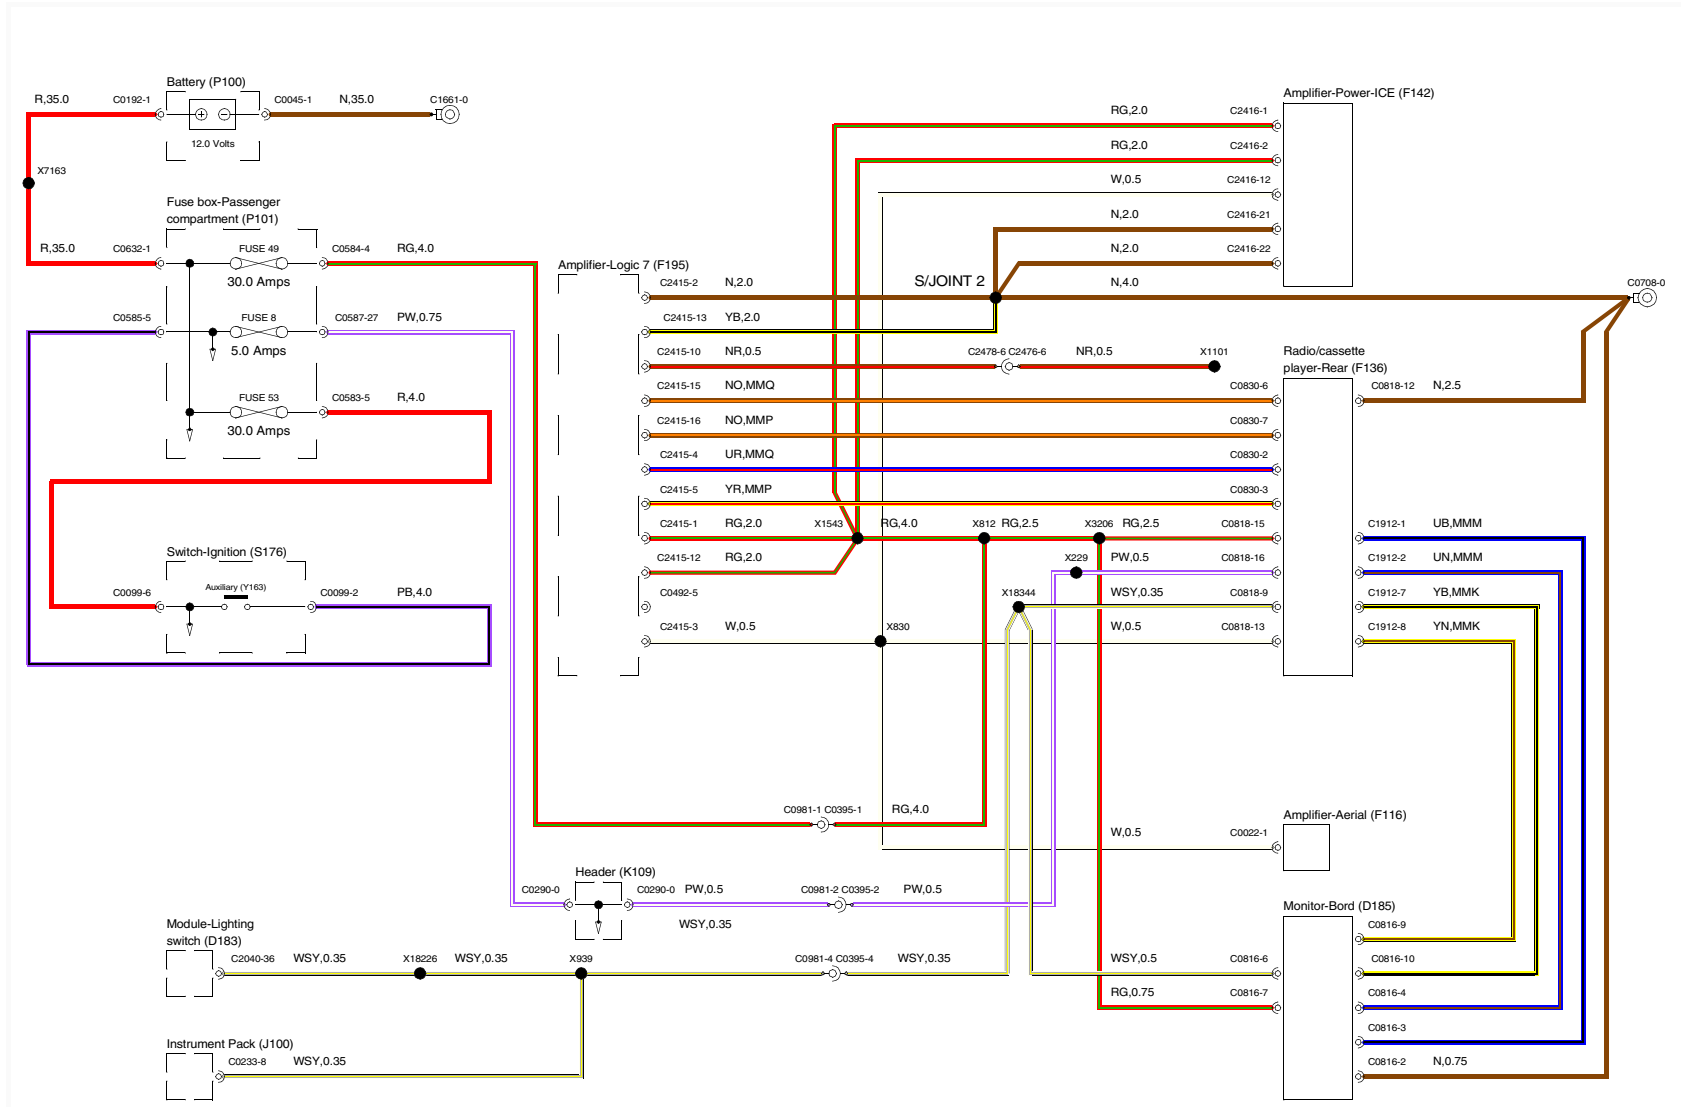 Battery (P100)
R,35.0
C0192-1
C0045-1
N,35.0
C1661-0
12.0 Volts
X7163
Fuse box-Passenger
compartment (P101)
R,35.0
C0632-1
FUSE 49
C0584-4
RG,4.0
30.0 Amps
C0585-5
FUSE 8
C0587-27
PW,0.75
5.0 Amps
FUSE 53
C0583-5
R,4.0
30.0 Amps
Switch-Ignition (S176)
Auxiliary (Y163)
C0099-6
C0099-2
PB,4.0
Amplifier-Logic 7 (F195)
C2415-2
N,2.0
C2415-13
YB,2.0
C2415-10
NR,0.5
C2478-6
C2476-6
NR,0.5
X1101
C2415-15
NO,MMQ
C0830-6
C2415-16
NO,MMP
C0830-7
C2415-4
UR,MMQ
C0830-2
C2415-5
YR,MMP
C0830-3
C2415-1
RG,2.0
X1543
RG,4.0
X812
RG,2.5
X3206
RG,2.5
C0818-15
C2415-12
RG,2.0
X229
PW,0.5
C0818-16
C0492-5
X18344
WSY,0.35
C0818-9
C2415-3
W,0.5
X830
W,0.5
C0818-13
Amplifier-Power-ICE (F142)
RG,2.0
C2416-1
RG,2.0
C2416-2
W,0.5
C2416-12
N,2.0
C2416-21
N,2.0
C2416-22
S/JOINT 2
N,4.0
C0708-0
Radio/cassette
player-Rear (F136)
C0818-12
N,2.5
C1912-1
UB,MMM
C1912-2
UN,MMM
C1912-7
YB,MMK
C1912-8
YN,MMK
C0981-1
C0395-1
RG,4.0
Amplifier-Aerial (F116)
W,0.5
C0022-1
Header (K109)
C0290-0
C0290-0
PW,0.5
C0981-2
C0395-2
PW,0.5
WSY,0.35
Module-Lighting
switch (D183)
C2040-36
WSY,0.35
X18226
WSY,0.35
X939
C0981-4
C0395-4
WSY,0.35
Instrument Pack (J100)
C0233-8
WSY,0.35
Monitor-Bord (D185)
C0816-9
WSY,0.5
C0816-6
C0816-10
RG,0.75
C0816-7
C0816-4
C0816-3
C0816-2
N,0.75